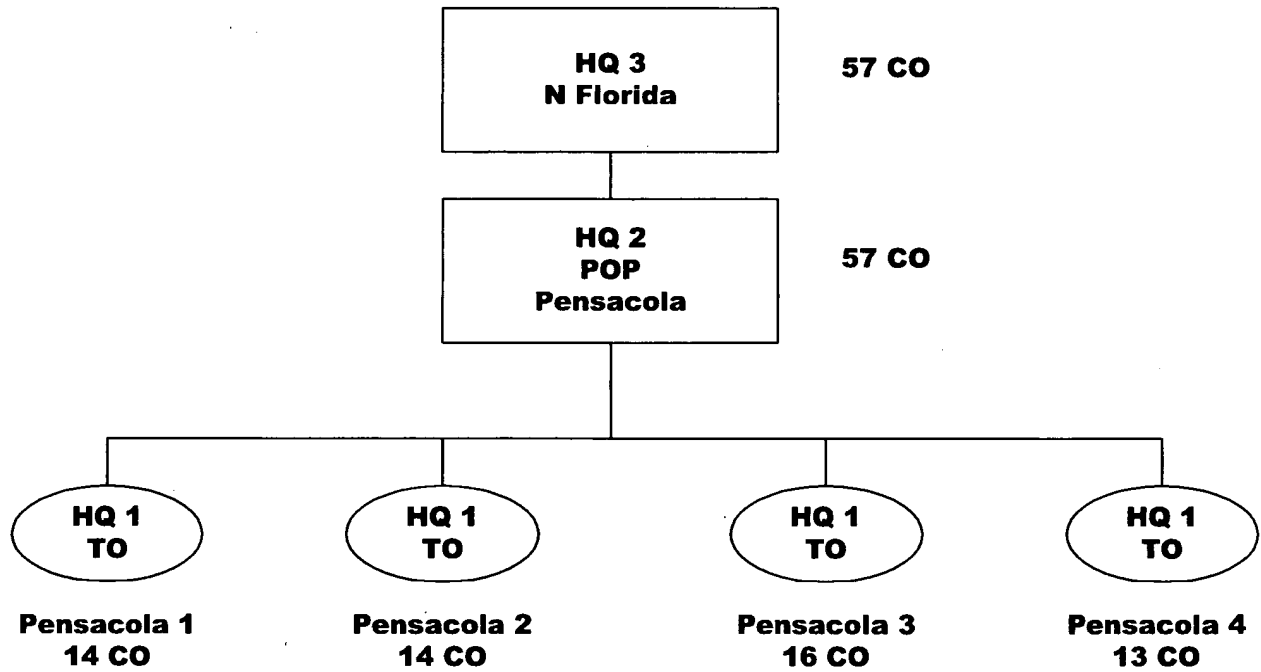 HQ 3
N Florida
57 CO
HQ 2
POP
Pensacola
57 CO
HQ 1
TO
HQ 1
TO
HQ 1
TO
HQ 1
TO
Pensacola 1
14 CO
Pensacola 2
14 CO
Pensacola 3
16 CO
Pensacola 4
13 CO